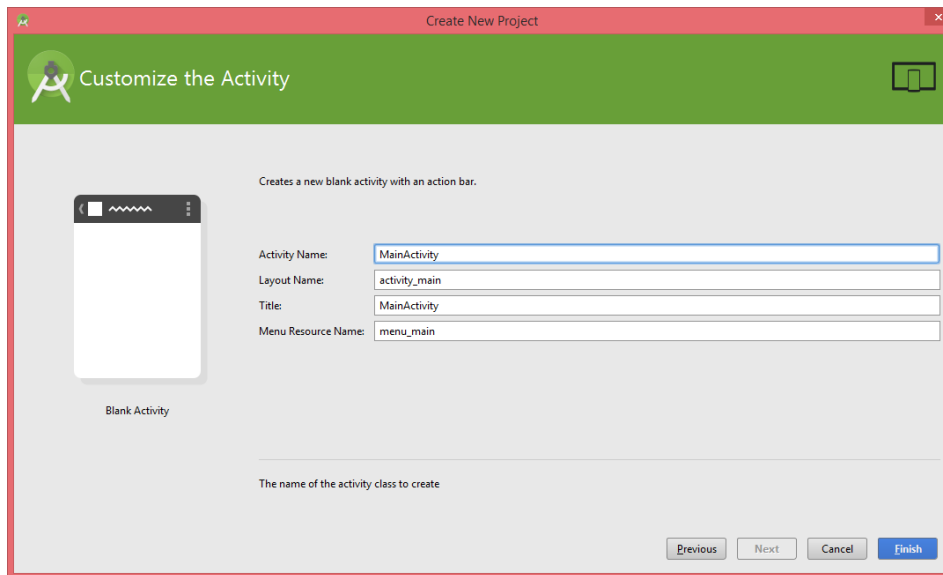 Create New Project
Customize the Activity
Creates a new blank activity with an action bar.
Activity Name: MainActivity
Layout Name: activity_main
Title: MainActivity
Menu Resource Name: menu_main
Blank Activity
The name of the activity class to create
Previous Next Cancel Finish